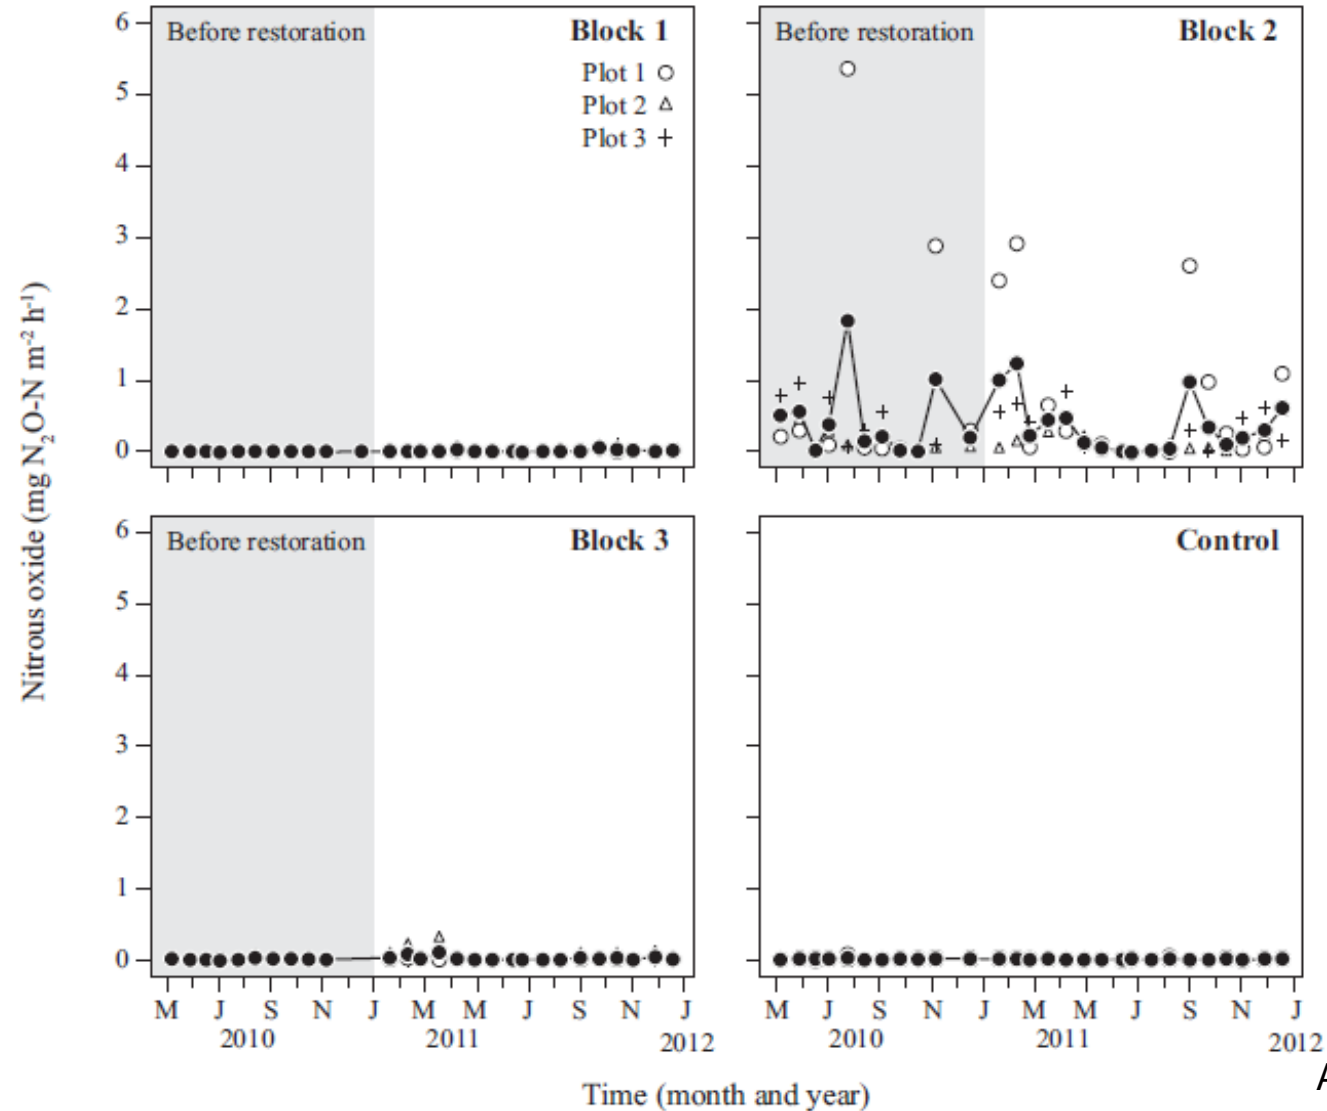 Nitrous oxide (mg N2O-N m-2 h-1)
6
5
4
3
2
1
0
Before restoration
Block 1
Plot 1
Plot 2
Plot 3
Before restoration
Block 2
6
5
4
3
2
1
0
Before restoration
Block 3
Control
M J S N J M M J S N J
2010 2011 2012
M J S N J M M J S N J
2010 2011 2012
Time (month and year)
A